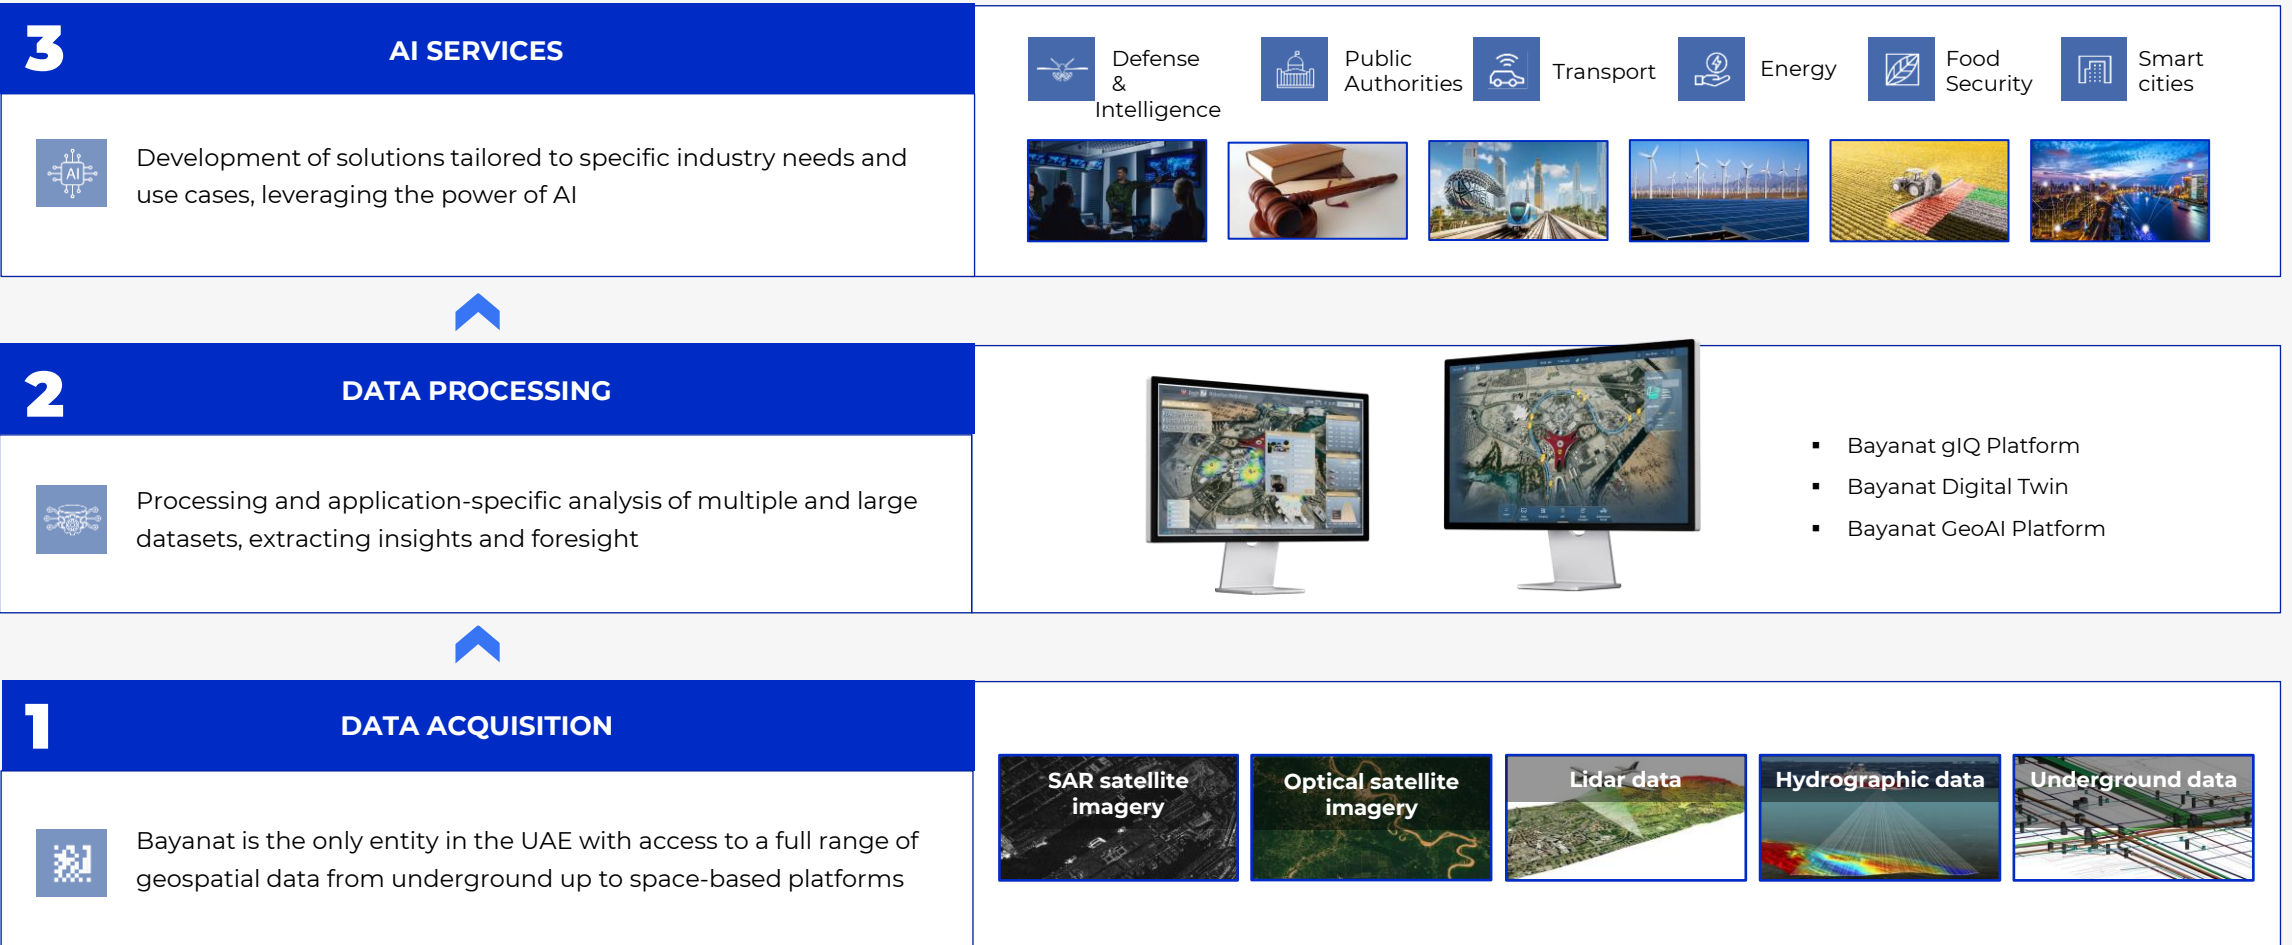 3
AI SERVICES
Development of solutions tailored to specific industry needs and
use cases, leveraging the power of AI
AI
Defense
&
Intelligence
Public
Authorities
Transport
Energy
Food
Security
Smart
cities
2
DATA PROCESSING
Processing and application-specific analysis of multiple and large
datasets, extracting insights and foresight
▪ Bayanat gIQ Platform
▪ Bayanat Digital Twin
▪ Bayanat GeoAI Platform
1
DATA ACQUISITION
Bayanat is the only entity in the UAE with access to a full range of
geospatial data from underground up to space-based platforms
SAR satellite
imagery
Optical satellite
imagery
Lidar data
Hydrographic data
Underground data